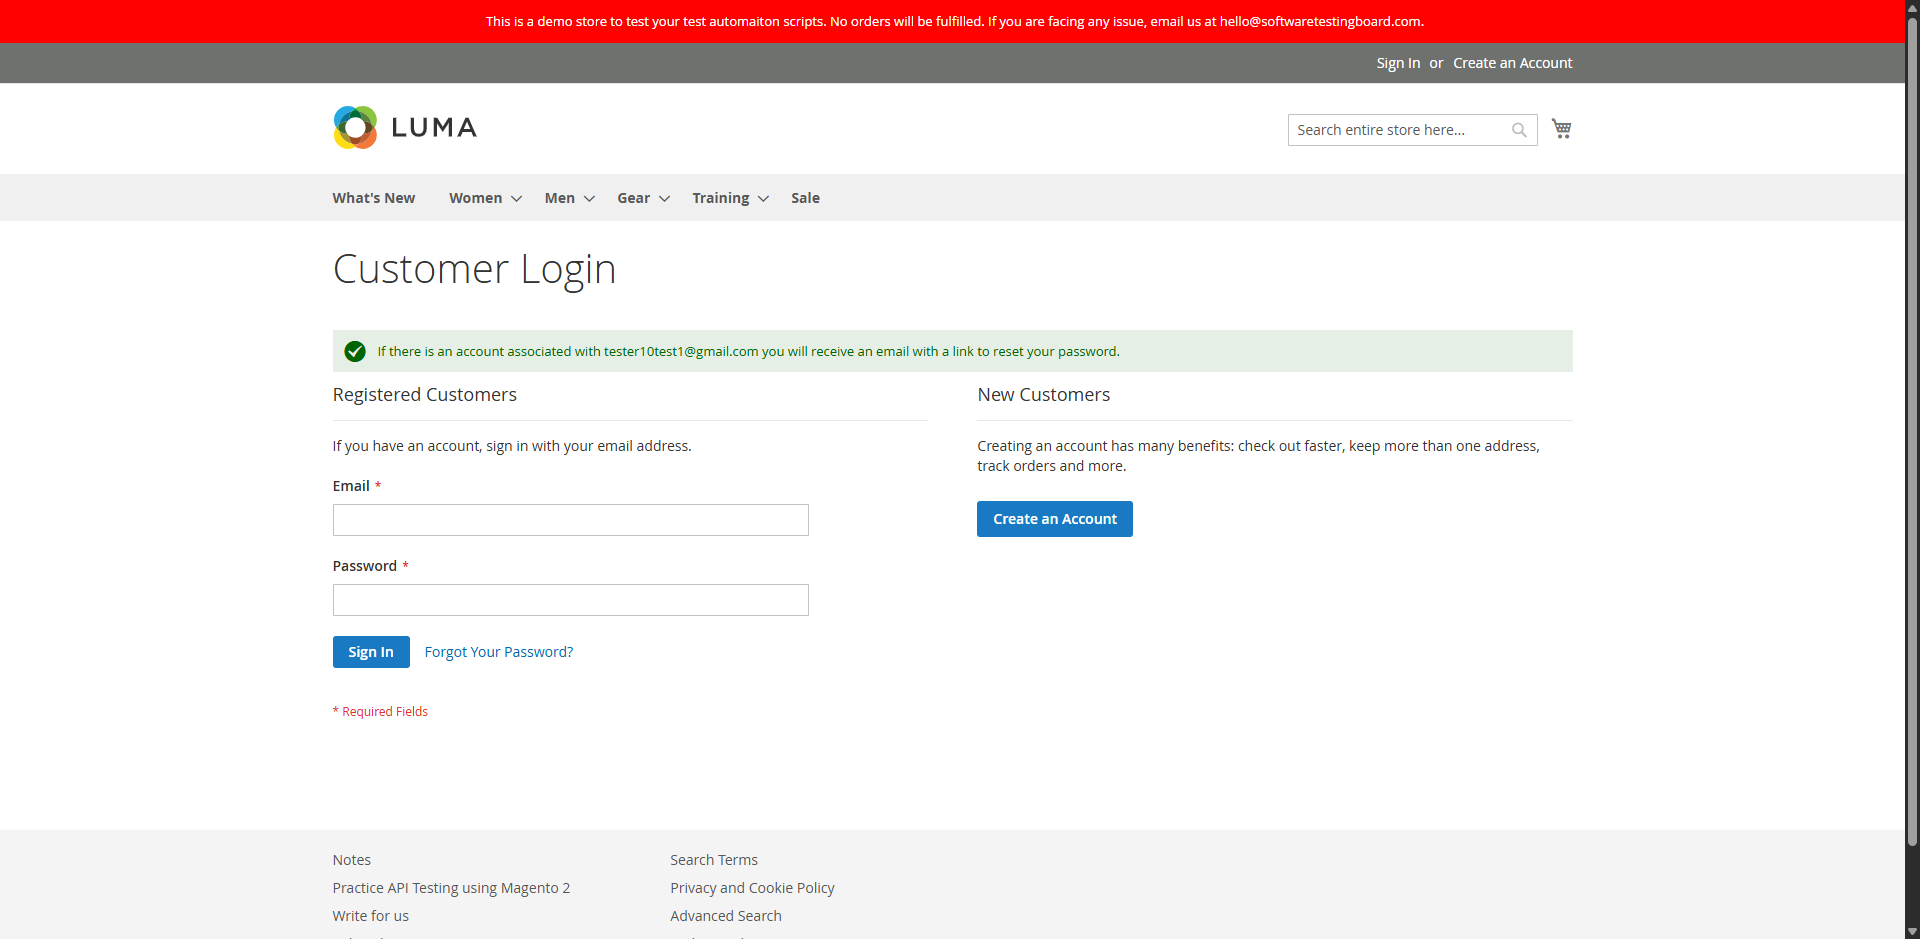 This is a demo store to test your test automaiton scripts. No orders will be fulfilled. If you are facing any issue, email us at hello@softwaretestingboard.com.
Sign In or Create an Account
LUMA
Search entire store here...
What's New Women Men Gear Training Sale
Customer Login
If there is an account associated with tester10test1@gmail.com you will receive an email with a link to reset your password.
Registered Customers
If you have an account, sign in with your email address.
Email *
Password *
Sign In Forgot Your Password?
* Required Fields
New Customers
Creating an account has many benefits: check out faster, keep more than one address,
track orders and more.
Create an Account
Notes
Practice API Testing using Magento 2
Write for us
Search Terms
Privacy and Cookie Policy
Advanced Search